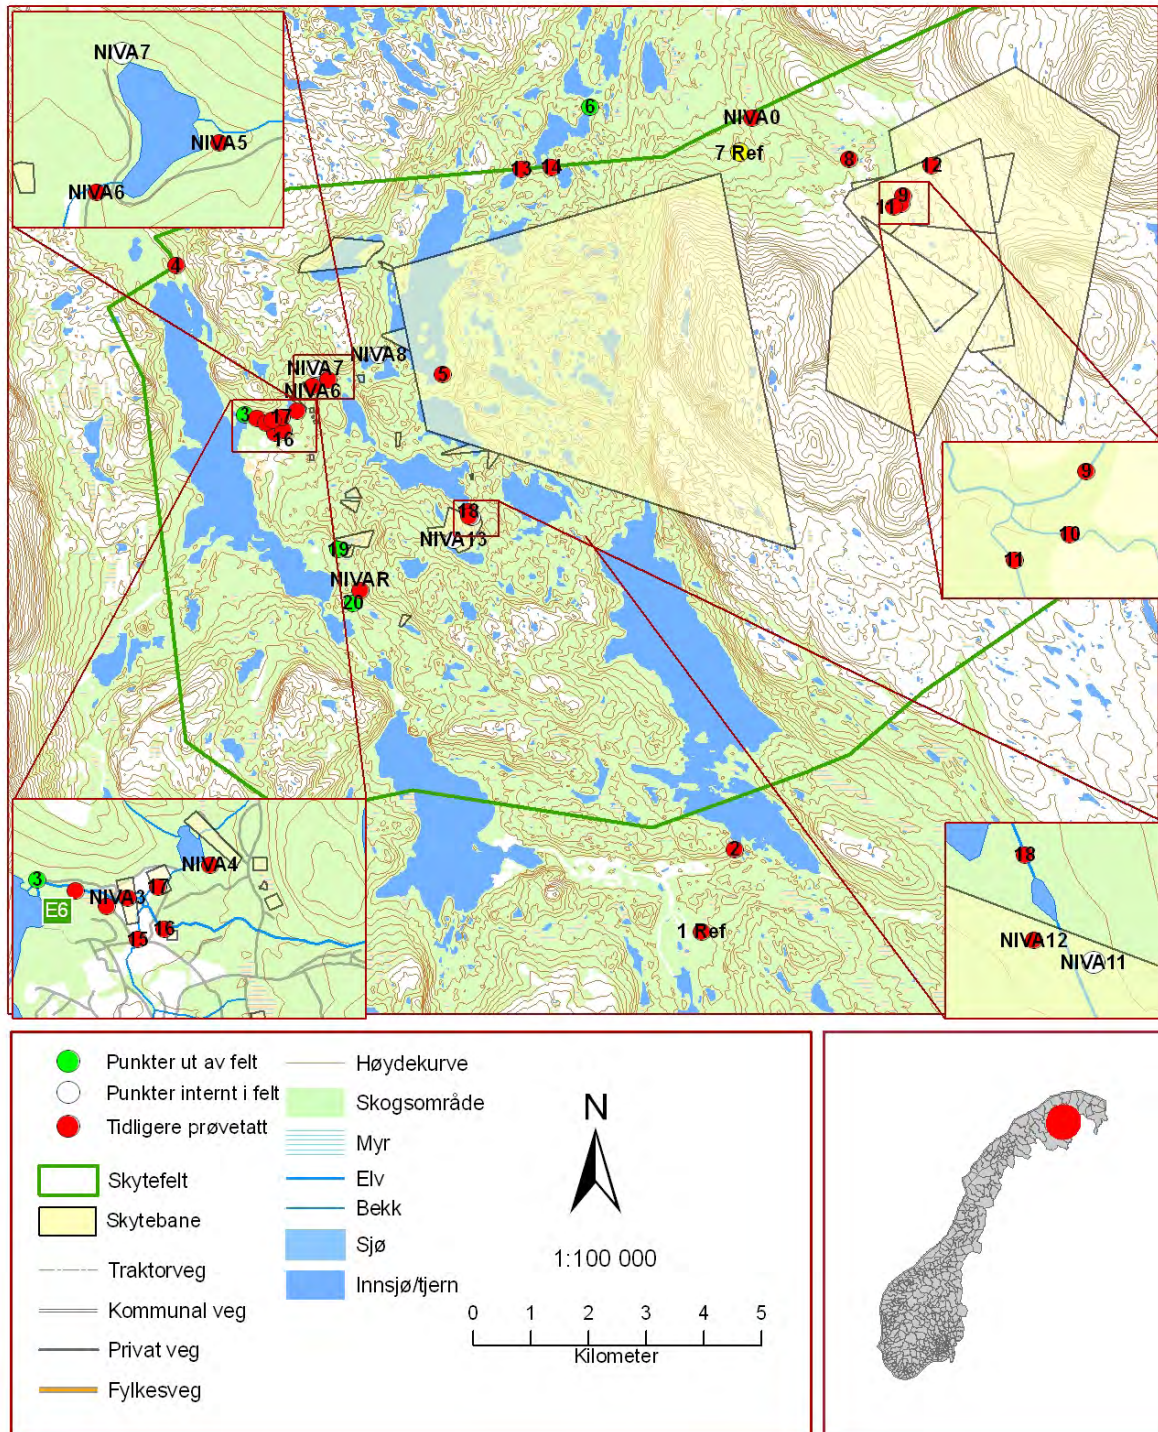 NIVA7
NIVA5
NIVA6
6
NIVA0
7 Ref
13
14
8
12
9
11
4
NIVA8
NIVA7
NIVA6
5
3
17
16
9
10
11
18
NIVA13
19
NIVAR
20
2
1 Ref
NIVA4
3
NIVA3
17
E6
15
16
18
NIVA12
NIVA11
Punkter ut av felt
Punkter internt i felt
Tidligere prøvetatt
Skytefelt
Skytebane
Traktorveg
Kommunal veg
Privat veg
Fylkesveg
Høydekurve
Skogsområde
Myr
Elv
Bekk
Sjø
Innsjø/tjern
N
1:100 000
0 1 2 3 4 5
Kilometer